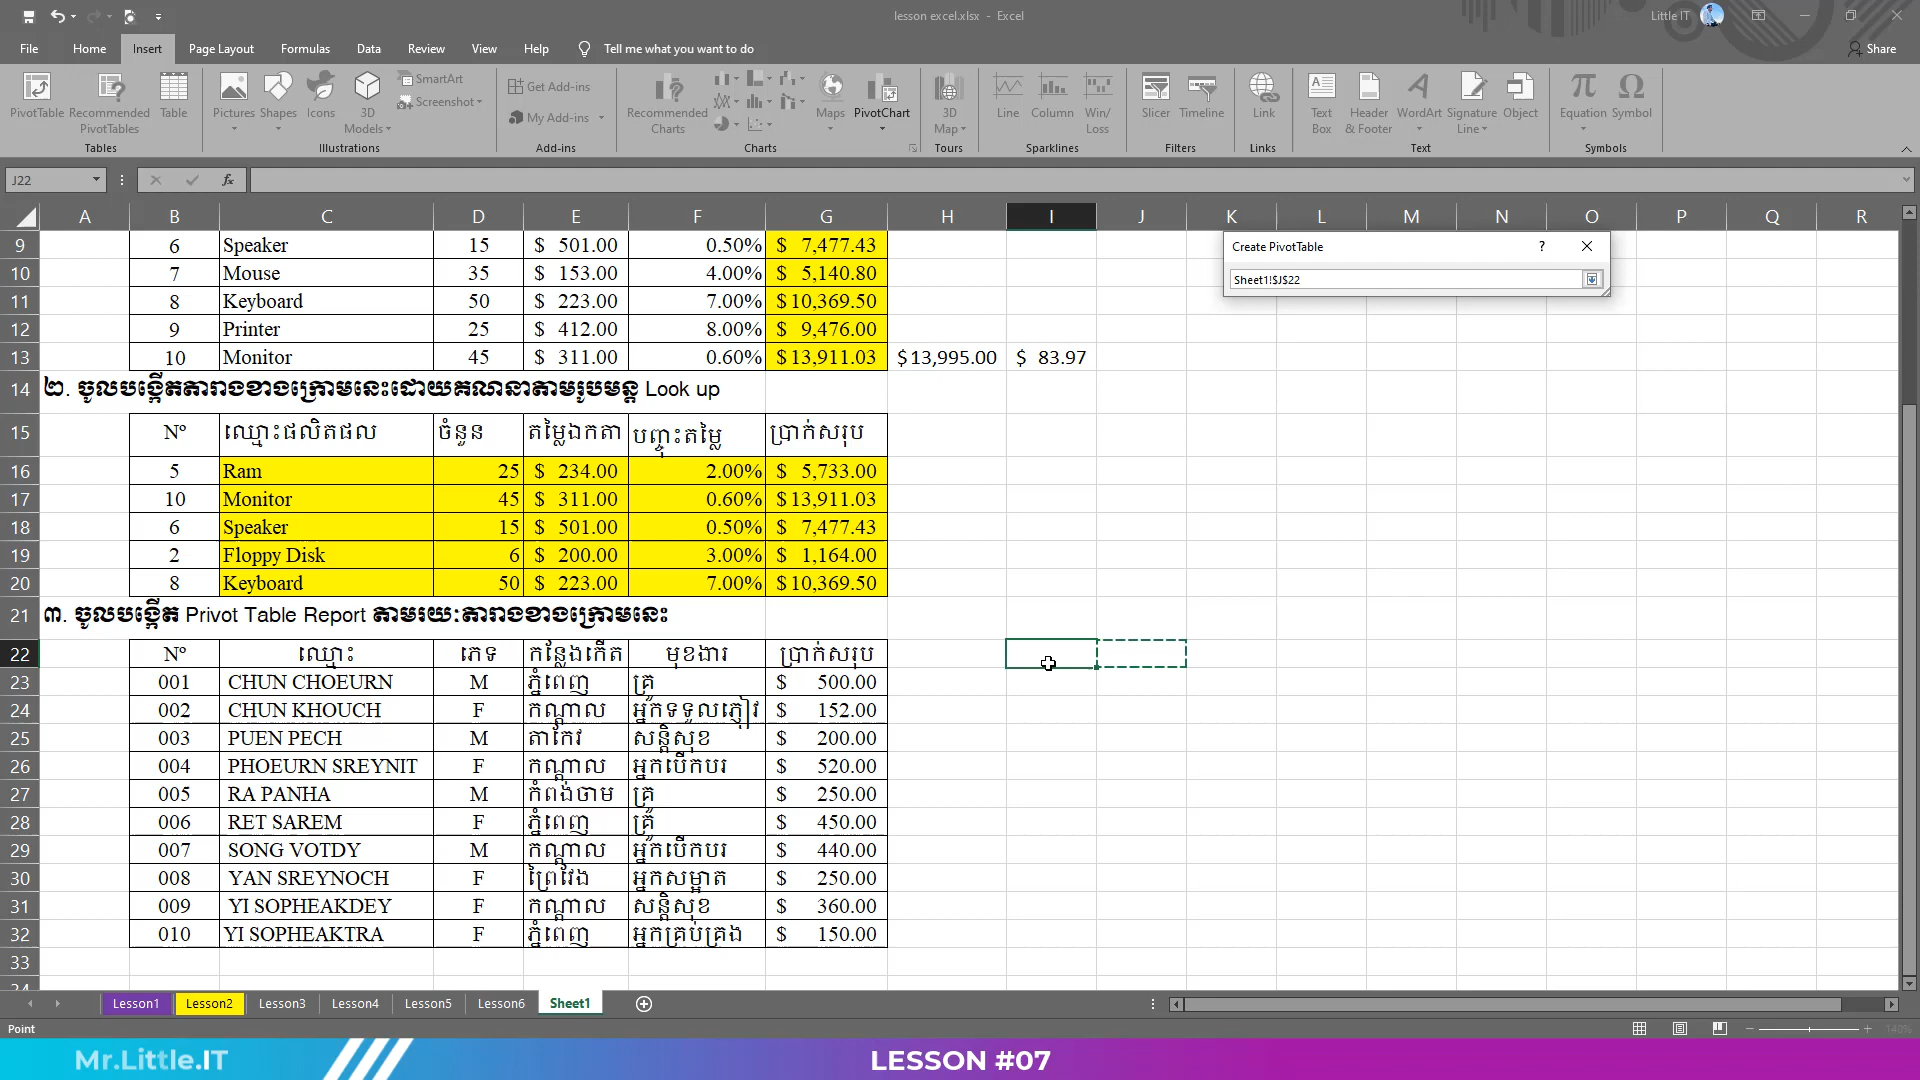 lesson excel.xlsx - Excel
Little IT
File Home Insert Page Layout Formulas Data Review View Help Tell me what you want to do Share
PivotTable Recommended PivotTables Table Pictures Shapes Icons 3D Models SmartArt Screenshot Get Add-ins My Add-ins Recommended Charts Maps PivotChart 3D Map Line Column Win/Loss Slicer Timeline Link Text Box Header & Footer WordArt Signature Line Object Equation Symbol
Tables Illustrations Add-ins Charts Tours Sparklines Filters Links Text Symbols
J22 fx
A B C D E F G H I J K L M N O P Q R
Create PivotTable ?
Sheet1!$J$22
9 6 Speaker 15 $ 501.00 0.50% $ 7,477.43
10 7 Mouse 35 $ 153.00 4.00% $ 5,140.80
11 8 Keyboard 50 $ 223.00 7.00% $10,369.50
12 9 Printer 25 $ 412.00 8.00% $ 9,476.00
13 10 Monitor 45 $ 311.00 0.60% $13,911.03 $13,995.00 $ 83.97
14 ២. ចូលបង្កើតតារាងខាងក្រោមនេះដោយគណនាតាមរូបមន្ត Look up
15 Nº ឈ្មោះផលិតផល ចំនួន តម្លៃឯកតា បញ្ចុះតម្លៃ ប្រាក់សរុប
16 5 Ram 25 $ 234.00 2.00% $ 5,733.00
17 10 Monitor 45 $ 311.00 0.60% $13,911.03
18 6 Speaker 15 $ 501.00 0.50% $ 7,477.43
19 2 Floppy Disk 6 $ 200.00 3.00% $ 1,164.00
20 8 Keyboard 50 $ 223.00 7.00% $10,369.50
21 ៣. ចូលបង្កើត Privot Table Report តាមរយៈតារាងខាងក្រោមនេះ
22 Nº ឈ្មោះ ភេទ កន្លែងកើត មុខងារ ប្រាក់សរុប
23 001 CHUN CHOEURN M ភ្នំពេញ គ្រូ $ 500.00
24 002 CHUN KHOUCH F កណ្តាល អ្នកទទួលភ្ញៀវ $ 152.00
25 003 PUEN PECH M តាកែវ សន្តិសុខ $ 200.00
26 004 PHOEURN SREYNIT F កណ្តាល អ្នកបើកបរ $ 520.00
27 005 RA PANHA M កំពង់ចាម គ្រូ $ 250.00
28 006 RET SAREM F ភ្នំពេញ គ្រូ $ 450.00
29 007 SONG VOTDY M កណ្តាល អ្នកបើកបរ $ 440.00
30 008 YAN SREYNOCH F ព្រៃវែង អ្នកសម្អាត $ 250.00
31 009 YI SOPHEAKDEY F កណ្តាល សន្តិសុខ $ 360.00
32 010 YI SOPHEAKTRA F ភ្នំពេញ អ្នកគ្រប់គ្រង $ 150.00
33
34
Lesson1 Lesson2 Lesson3 Lesson4 Lesson5 Lesson6 Sheet1
Point 140%
Mr.Little.IT LESSON #07